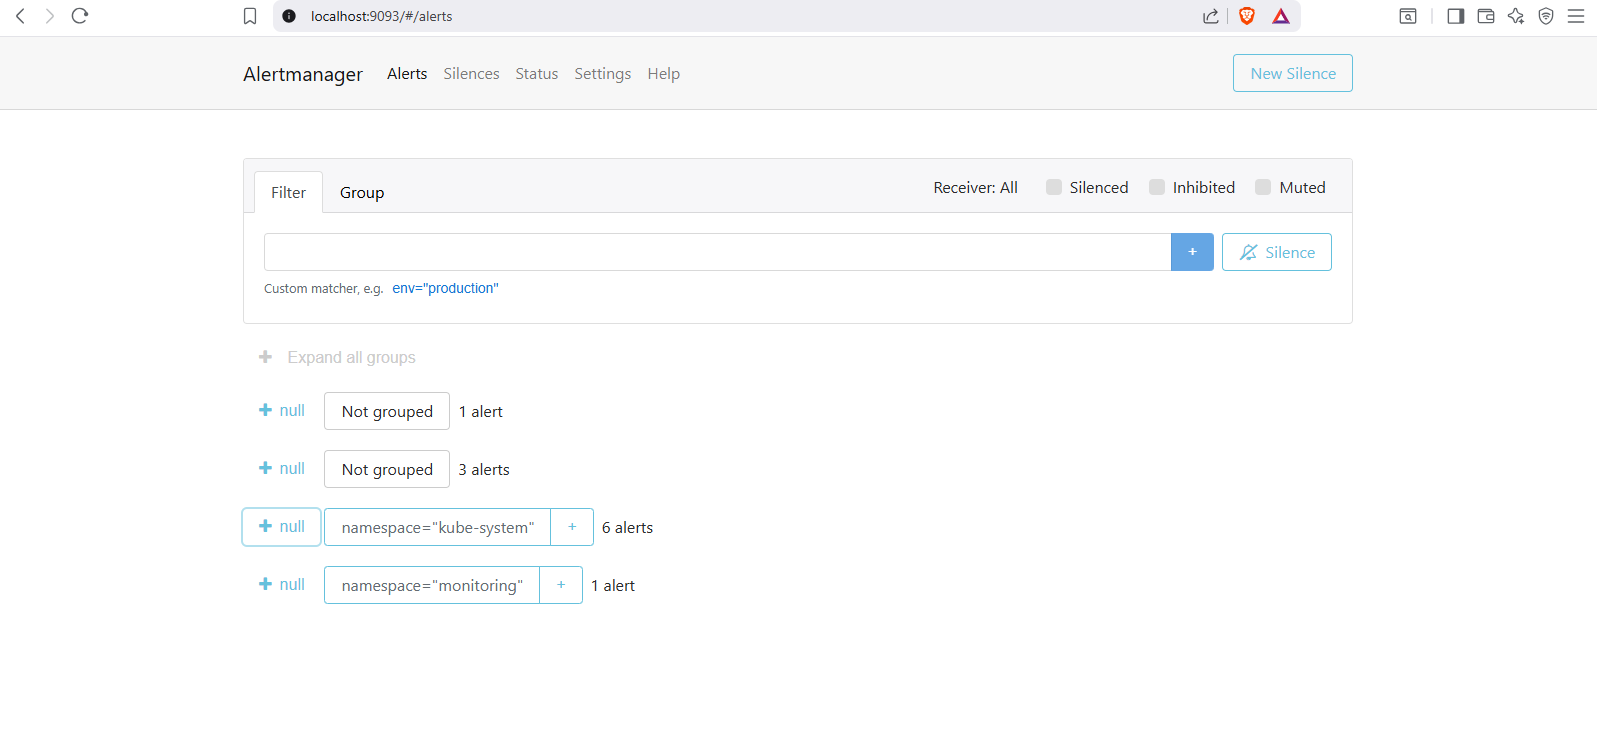 localhost:9093/#/alerts
Alertmanager Alerts Silences Status Settings Help New Silence
Filter Group Receiver: All Silenced Inhibited Muted
+ Silence
Custom matcher, e.g. env="production"
+ Expand all groups
+ null Not grouped 1 alert
+ null Not grouped 3 alerts
+ null namespace="kube-system" + 6 alerts
+ null namespace="monitoring" + 1 alert